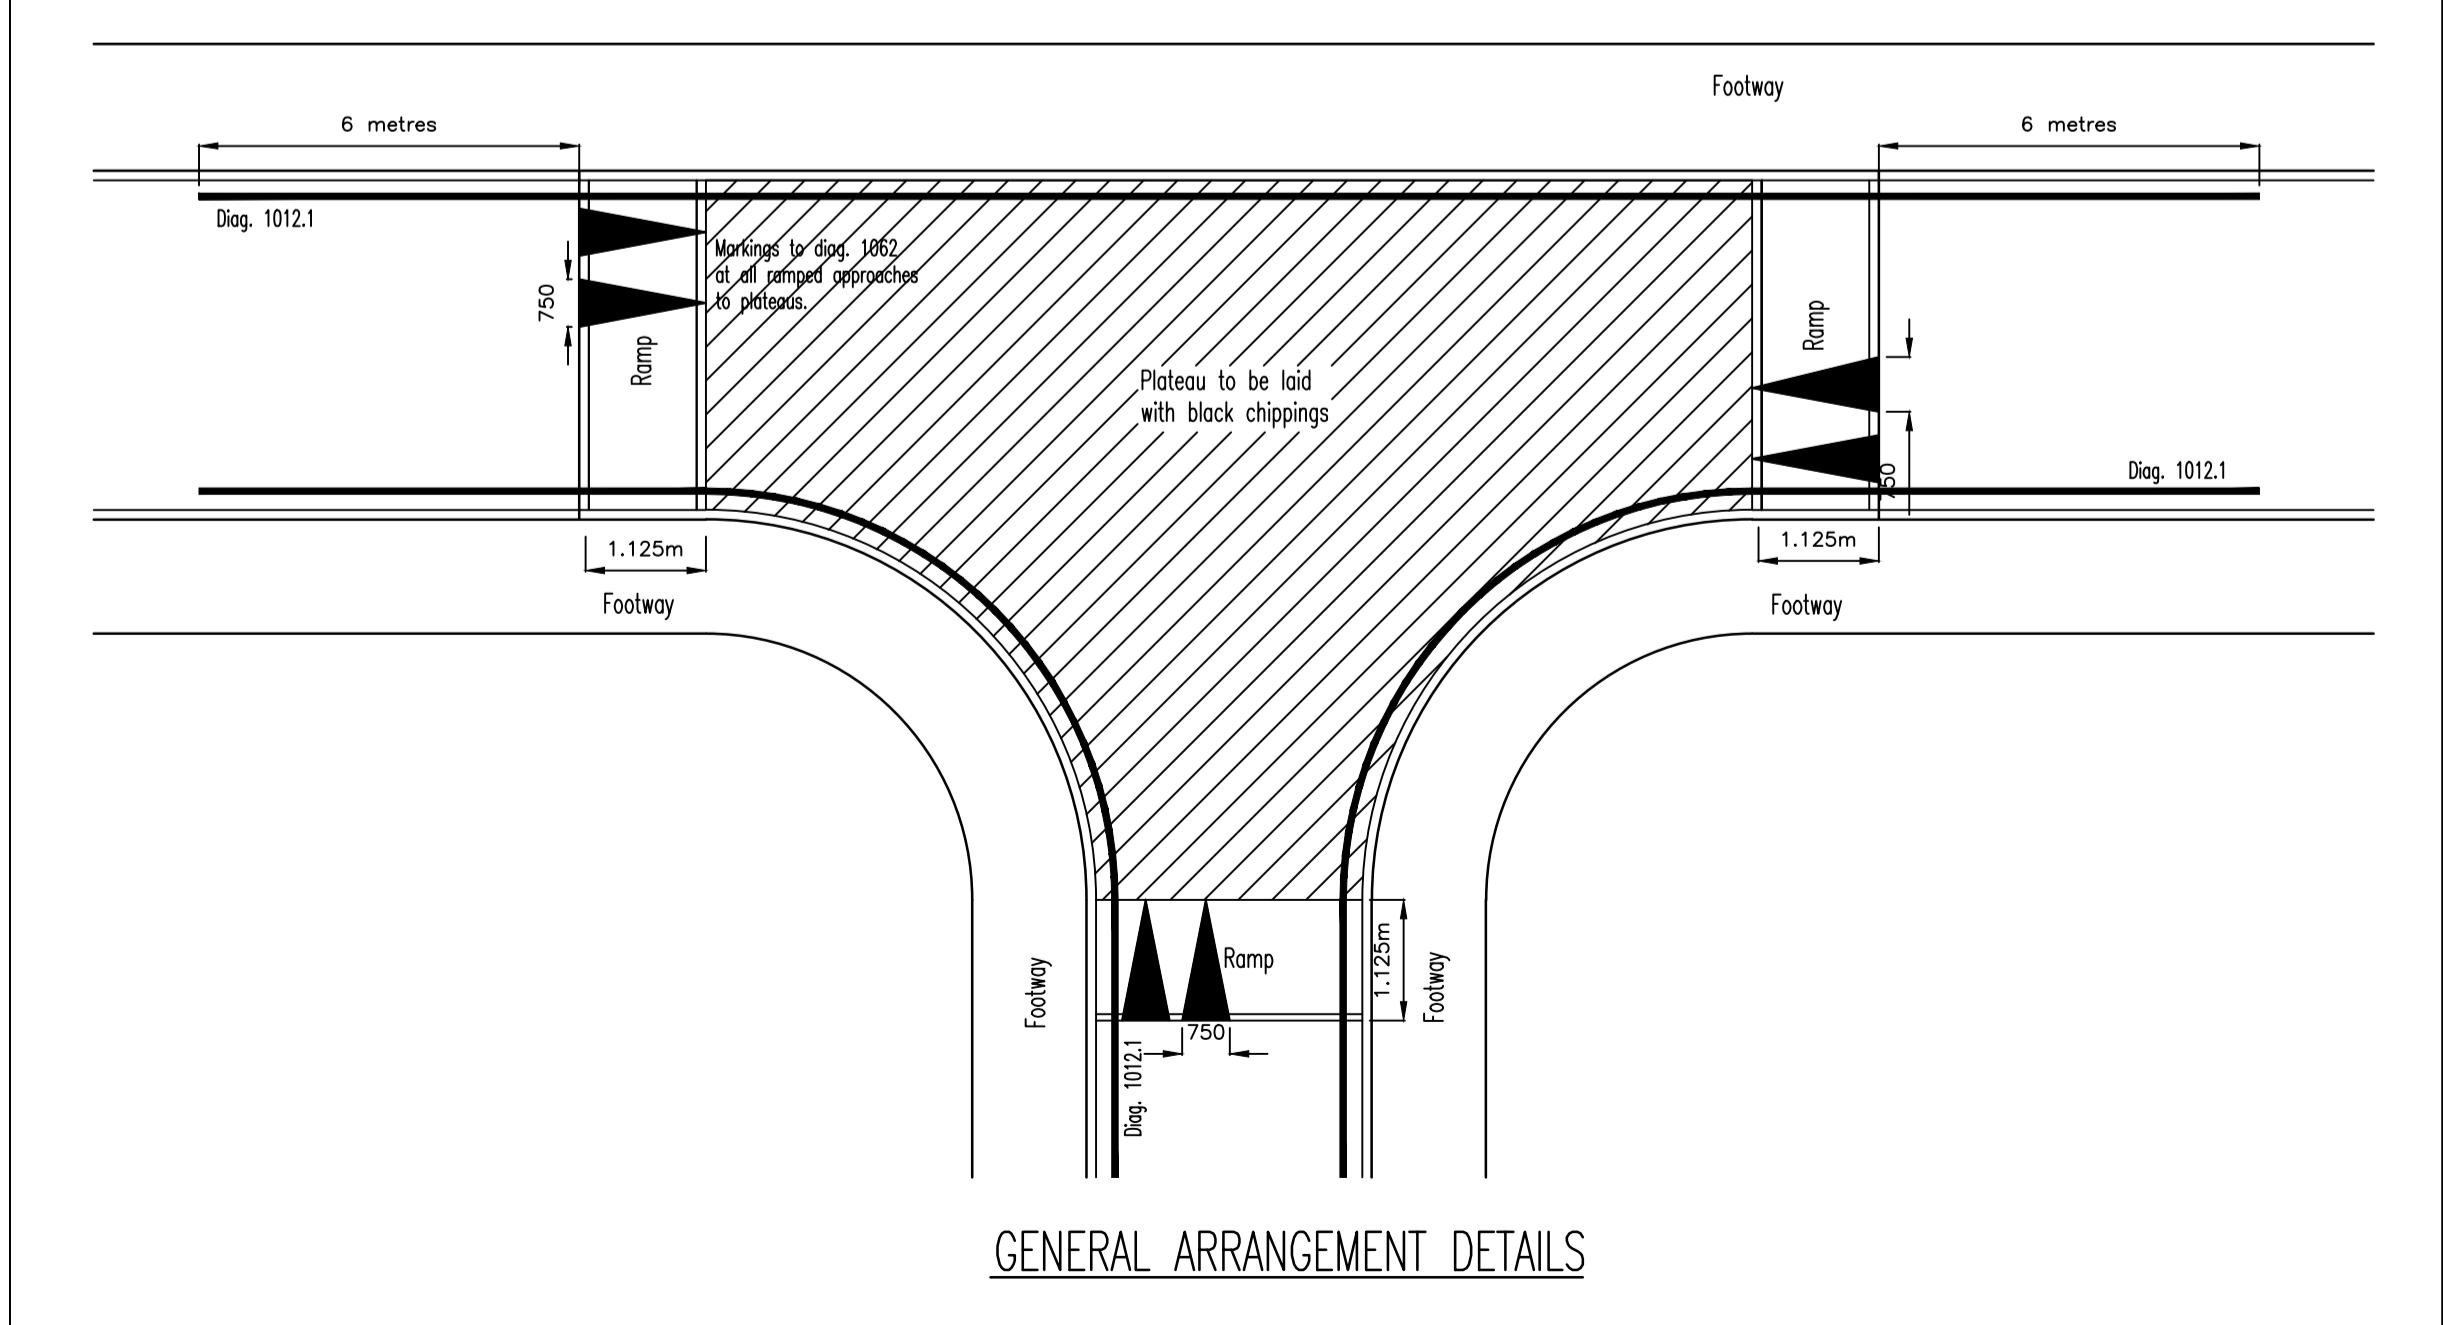 Footway
6 metres
6 metres
Diag. 1012.1
Markings to diag. 1062
at all ramped approaches
to plateaus.
750
Ramp
Ramp
Plateau to be laid
with black chippings
750
Diag. 1012.1
1.125m
1.125m
Footway
Footway
Footway
Ramp
1.125m
Footway
750
Diag. 1012.1
GENERAL ARRANGEMENT DETAILS